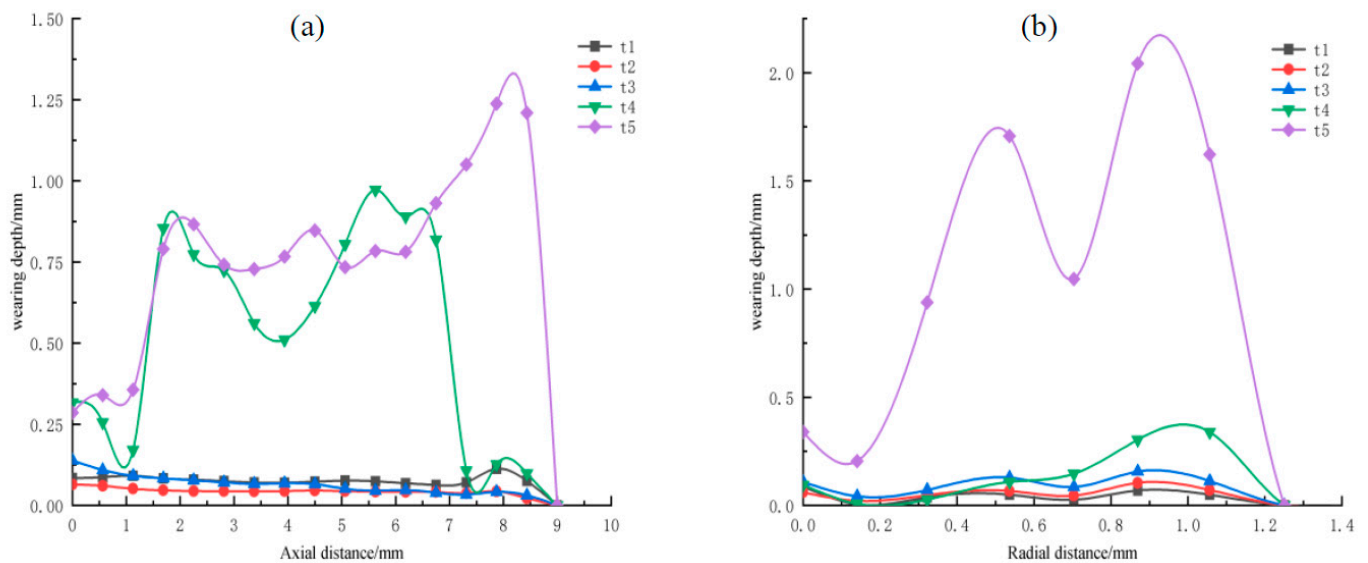 (a)
wearing depth/mm
1.50
1.25
1.00
0.75
0.50
0.25
0.00
0 1 2 3 4 5 6 7 8 9 10
Axial distance/mm
t1
t2
t3
t4
t5
(b)
wearing depth/mm
2.0
1.5
1.0
0.5
0.0
0.0 0.2 0.4 0.6 0.8 1.0 1.2 1.4
Radial distance/mm
t1
t2
t3
t4
t5